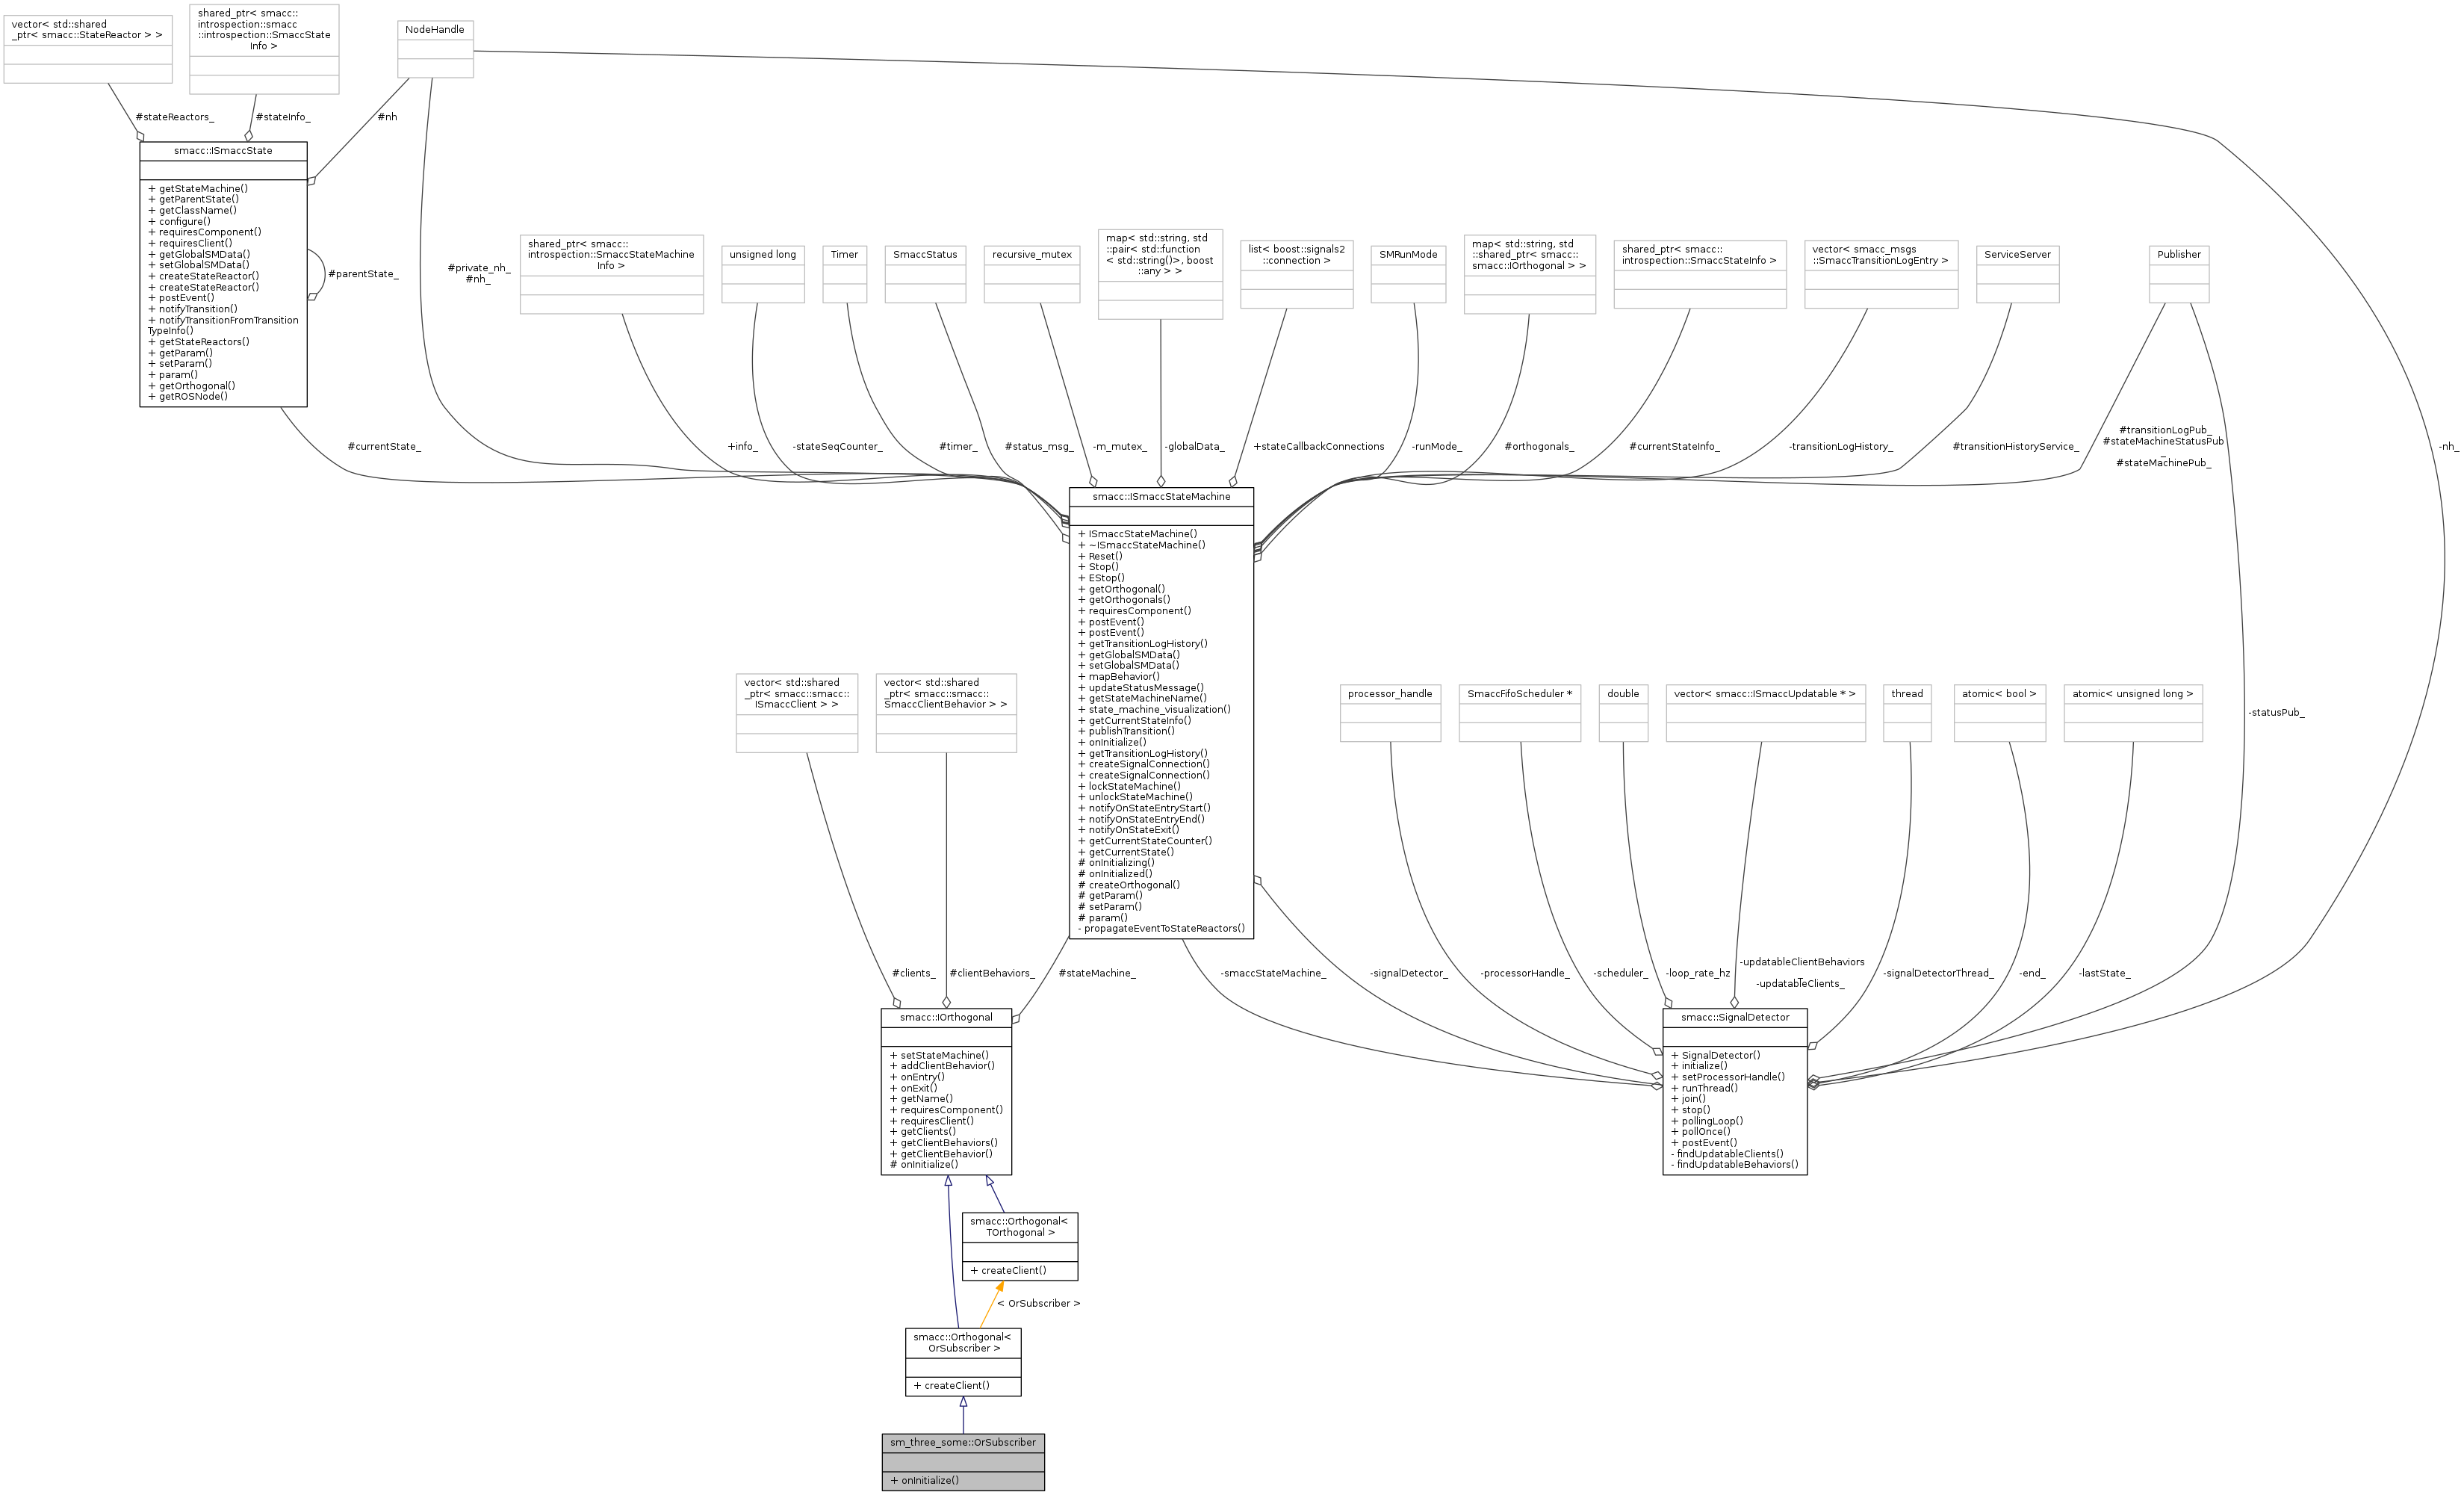 vector< std::shared
_ptr< smacc::StateReactor > >
shared_ptr< smacc::
introspection::smacc
::introspection::SmaccState
Info >
NodeHandle
#stateReactors_
#stateInfo_
#nh
smacc::ISmaccState
+ getStateMachine()
+ getParentState()
+ getClassName()
+ configure()
+ requiresComponent()
+ requiresClient()
+ getGlobalSMData()
+ setGlobalSMData()
+ createStateReactor()
+ createStateReactor()
+ postEvent()
+ notifyTransition()
+ notifyTransitionFromTransition
TypeInfo()
+ getStateReactors()
+ getParam()
+ setParam()
+ param()
+ getOrthogonal()
+ getROSNode()
#parentState_
#private_nh_
#nh_
shared_ptr< smacc::
introspection::SmaccStateMachine
Info >
unsigned long
Timer
SmaccStatus
recursive_mutex
map< std::string, std
::pair< std::function
< std::string()>, boost
::any > >
list< boost::signals2
::connection >
SMRunMode
map< std::string, std
::shared_ptr< smacc::
smacc::IOrthogonal > >
shared_ptr< smacc::
introspection::SmaccStateInfo >
vector< smacc_msgs
::SmaccTransitionLogEntry >
ServiceServer
Publisher
#currentState_
+info_
-stateSeqCounter_
#timer_
#status_msg_
-m_mutex_
-globalData_
+stateCallbackConnections
-runMode_
#orthogonals_
#currentStateInfo_
-transitionLogHistory_
#transitionHistoryService_
#transitionLogPub_
#stateMachineStatusPub
_
#stateMachinePub_
-nh_
smacc::ISmaccStateMachine
+ ISmaccStateMachine()
+ ~ISmaccStateMachine()
+ Reset()
+ Stop()
+ EStop()
+ getOrthogonal()
+ getOrthogonals()
+ requiresComponent()
+ postEvent()
+ postEvent()
+ getTransitionLogHistory()
+ getGlobalSMData()
+ setGlobalSMData()
+ mapBehavior()
+ updateStatusMessage()
+ getStateMachineName()
+ state_machine_visualization()
+ getCurrentStateInfo()
+ publishTransition()
+ onInitialize()
+ getTransitionLogHistory()
+ createSignalConnection()
+ createSignalConnection()
+ lockStateMachine()
+ unlockStateMachine()
+ notifyOnStateEntryStart()
+ notifyOnStateEntryEnd()
+ notifyOnStateExit()
+ getCurrentStateCounter()
+ getCurrentState()
# onInitializing()
# onInitialized()
# createOrthogonal()
# getParam()
# setParam()
# param()
- propagateEventToStateReactors()
vector< std::shared
_ptr< smacc::smacc::
ISmaccClient > >
vector< std::shared
_ptr< smacc::smacc::
SmaccClientBehavior > >
processor_handle
SmaccFifoScheduler *
double
vector< smacc::ISmaccUpdatable * >
thread
atomic< bool >
atomic< unsigned long >
-statusPub_
#clients_
#clientBehaviors_
#stateMachine_
-smaccStateMachine_
-signalDetector_
-processorHandle_
-scheduler_
-loop_rate_hz
-updatableClientBehaviors
_
-updatableClients_
-signalDetectorThread_
-end_
-lastState_
smacc::IOrthogonal
+ setStateMachine()
+ addClientBehavior()
+ onEntry()
+ onExit()
+ getName()
+ requiresComponent()
+ requiresClient()
+ getClients()
+ getClientBehaviors()
+ getClientBehavior()
# onInitialize()
smacc::SignalDetector
+ SignalDetector()
+ initialize()
+ setProcessorHandle()
+ runThread()
+ join()
+ stop()
+ pollingLoop()
+ pollOnce()
+ postEvent()
- findUpdatableClients()
- findUpdatableBehaviors()
smacc::Orthogonal<
TOrthogonal >
+ createClient()
< OrSubscriber >
smacc::Orthogonal<
OrSubscriber >
+ createClient()
sm_three_some::OrSubscriber
+ onInitialize()